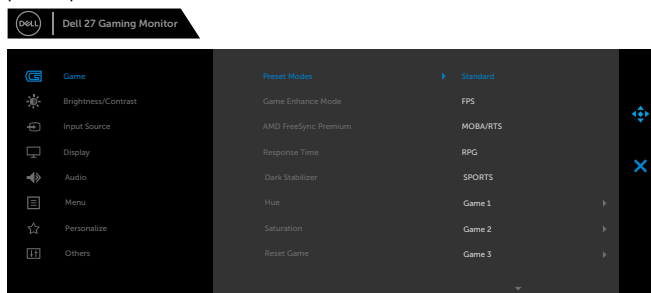 DELL
Dell 27 Gaming Monitor
Game
Preset Modes
Standard
Brightness/Contrast
Game Enhance Mode
FPS
Input Source
AMD FreeSync Premium
MOBA/RTS
Display
Response Time
RPG
Audio
Dark Stabilizer
SPORTS
Menu
Hue
Game 1
Personalize
Saturation
Game 2
Others
Reset Game
Game 3